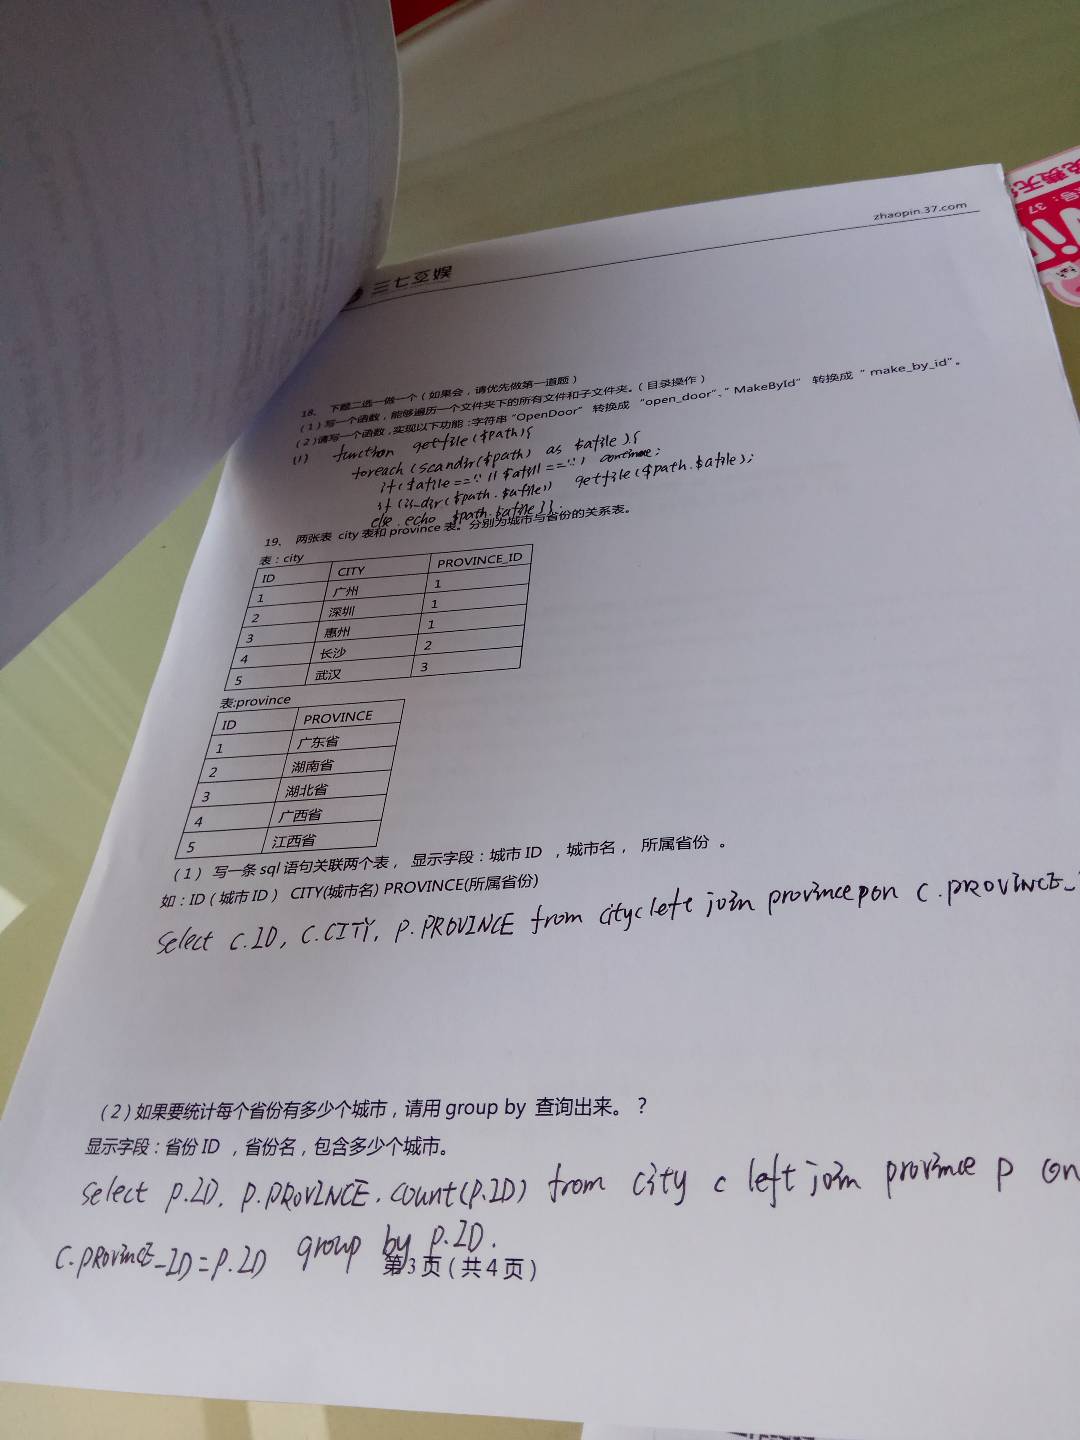 zhaopin.37.com
三七互娱
18、 下题二选一做一个（如果会，请优先做第一道题）
（1）写一个函数，能够遍历一个文件夹下的所有文件和子文件夹。（目录操作）
（2）请写一个函数，实现以下功能：字符串“OpenDoor” 转换成 “open_door”、“ MakeById” 转换成 “ make_by_id”。
(1) function getfile($path){
foreach (scandir($path) as $afile){
if($afile=='.' || $afile=='..') continue;
if (is_dir($path.$afile)) getfile($path.$afile);
else echo $path.$afile}}.
19、 两张表 city 表和 province 表。分别为城市与省份的关系表。
表：city
ID CITY PROVINCE_ID
1 广州 1
2 深圳 1
3 惠州 1
4 长沙 2
5 武汉 3
表:province
ID PROVINCE
1 广东省
2 湖南省
3 湖北省
4 广西省
5 江西省
（1） 写一条 sql 语句关联两个表， 显示字段：城市 ID ，城市名， 所属省份 。
如：ID（城市 ID） CITY(城市名) PROVINCE(所属省份)
select c.ID, c.CITY, p.PROVINCE from city c left join province p on c.PROVINCE_
（2）如果要统计每个省份有多少个城市，请用 group by 查询出来。？
显示字段：省份 ID ，省份名，包含多少个城市。
select p.ID, p.PROVINCE, count(p.ID) from city c left join province p on
c.PROVINCE_ID=p.ID group by p.ID.
第 3 页（共 4 页）